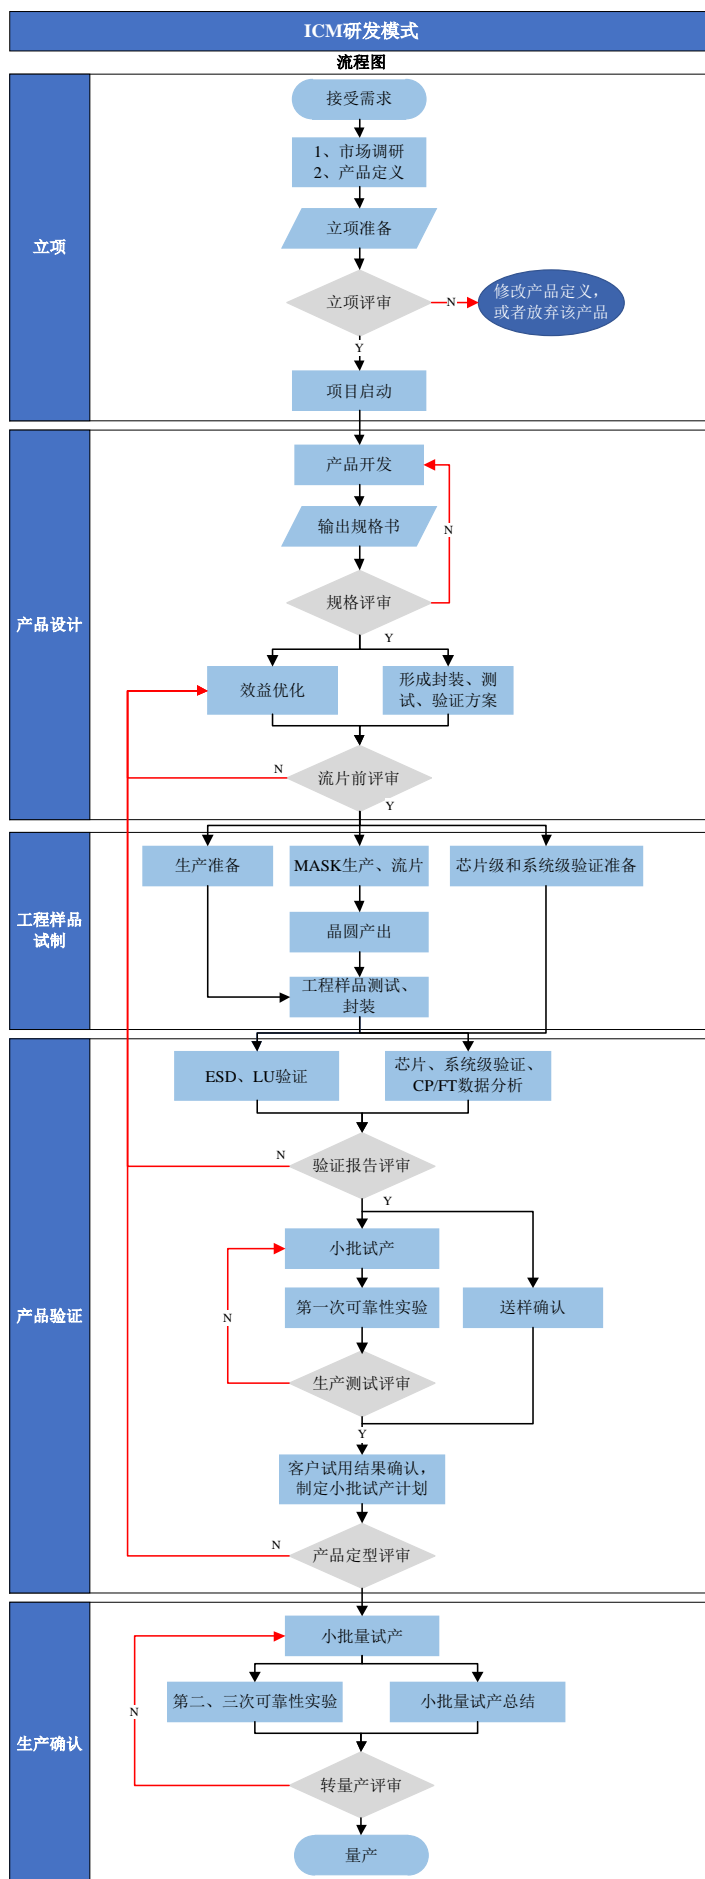 ICM研发模式
流程图
立项
接受需求
1、市场调研
2、产品定义
立项准备
立项评审
N
修改产品定义，
或者放弃该产品
Y
项目启动
产品设计
产品开发
输出规格书
N
规格评审
Y
效益优化
形成封装、测
试、验证方案
N
流片前评审
Y
工程样品
试制
生产准备
MASK生产、流片
芯片级和系统级验证准备
晶圆产出
工程样品测试、
封装
产品验证
ESD、LU验证
芯片、系统级验证、
CP/FT数据分析
N
验证报告评审
Y
小批试产
第一次可靠性实验
送样确认
N
生产测试评审
Y
客户试用结果确认，
制定小批试产计划
N
产品定型评审
生产确认
小批量试产
第二、三次可靠性实验
小批量试产总结
N
转量产评审
量产